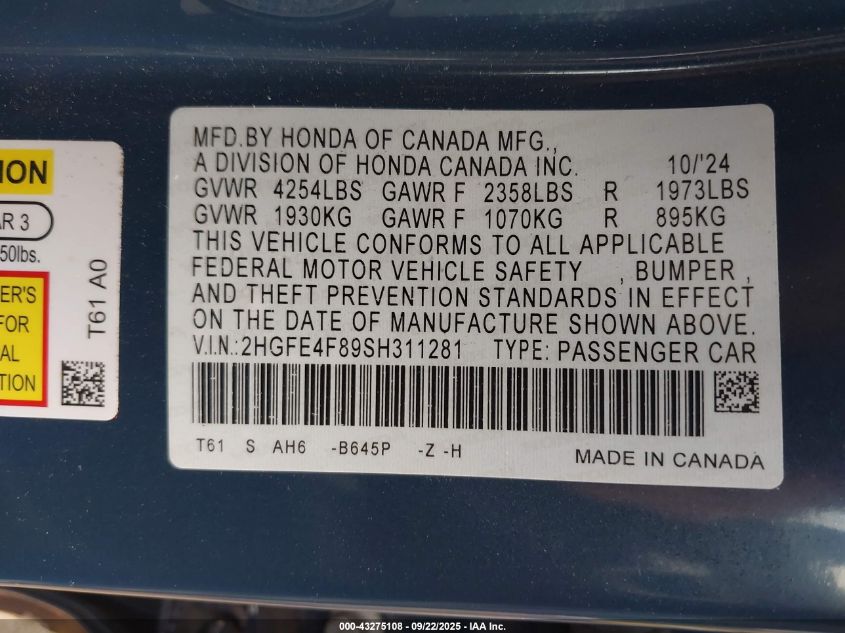 ION
AR 3
50lbs.
ER'S
FOR
AL
TION
T61 A0
MFD.BY HONDA OF CANADA MFG.,
A DIVISION OF HONDA CANADA INC. 10/'24
GVWR 4254LBS GAWR F 2358LBS R 1973LBS
GVWR 1930KG GAWR F 1070KG R 895KG
THIS VEHICLE CONFORMS TO ALL APPLICABLE
FEDERAL MOTOR VEHICLE SAFETY , BUMPER ,
AND THEFT PREVENTION STANDARDS IN EFFECT
ON THE DATE OF MANUFACTURE SHOWN ABOVE.
V.I.N.:2HGFE4F89SH311281 TYPE: PASSENGER CAR
T61 S AH6 -B645P -Z -H
MADE IN CANADA
000-43275108 - 09/22/2025 - IAA Inc.